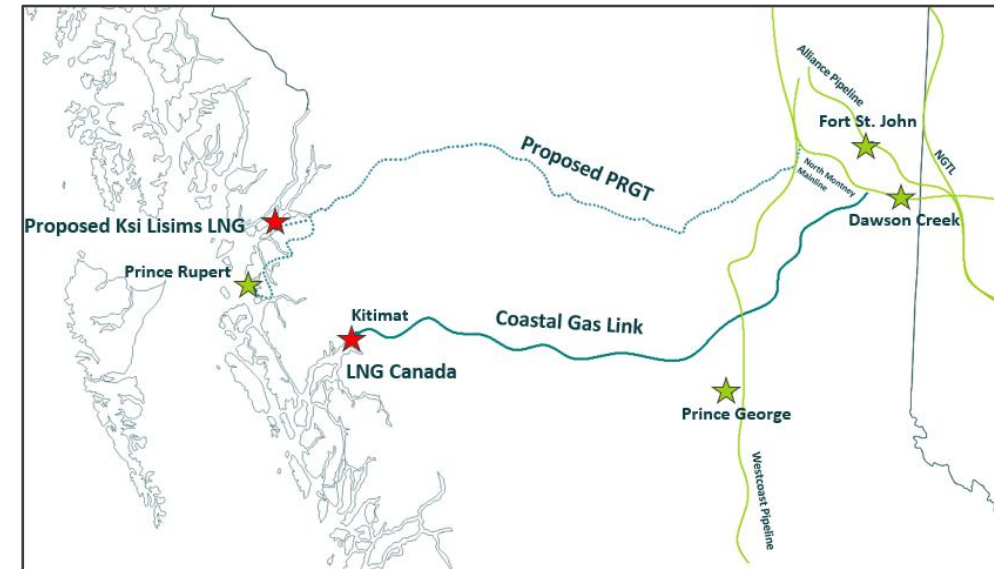 Alliance Pipeline
Fort St. John
Proposed PRGT
NGTL
North Montney
Mainline
Dawson Creek
Proposed Ksi Lisims LNG
Prince Rupert
Kitimat
Coastal Gas Link
LNG Canada
Prince George
Westcoast Pipeline